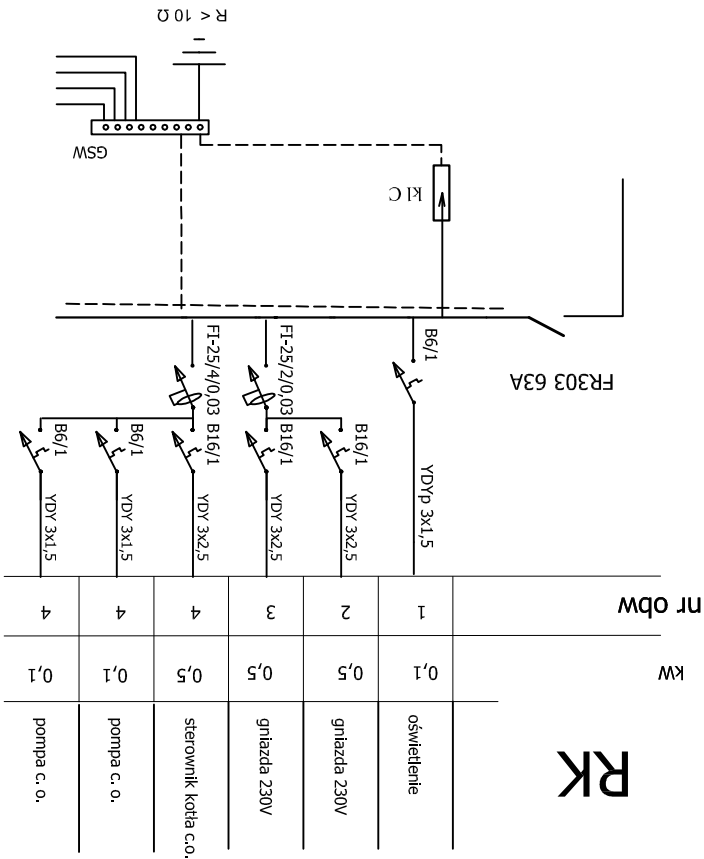 RK
oświetlenie
gniazda 230V
gniazda 230V
sterownik kotła c.o.
pompa c. o.
pompa c. o.
kW 0,1 0,5 0,5 0,5 0,1 0,1
nr obw 1 2 3 4 4 4
YDYp 3x1,5
YDY 3x2,5
YDY 3x2,5
YDY 3x2,5
YDY 3x1,5
YDY 3x1,5
B6/1
B16/1
B16/1
B16/1
B6/1
B6/1
FR303 63A
FI-25/2/0,03
FI-25/4/0,03
kl C
GSW
R < 10 Ω